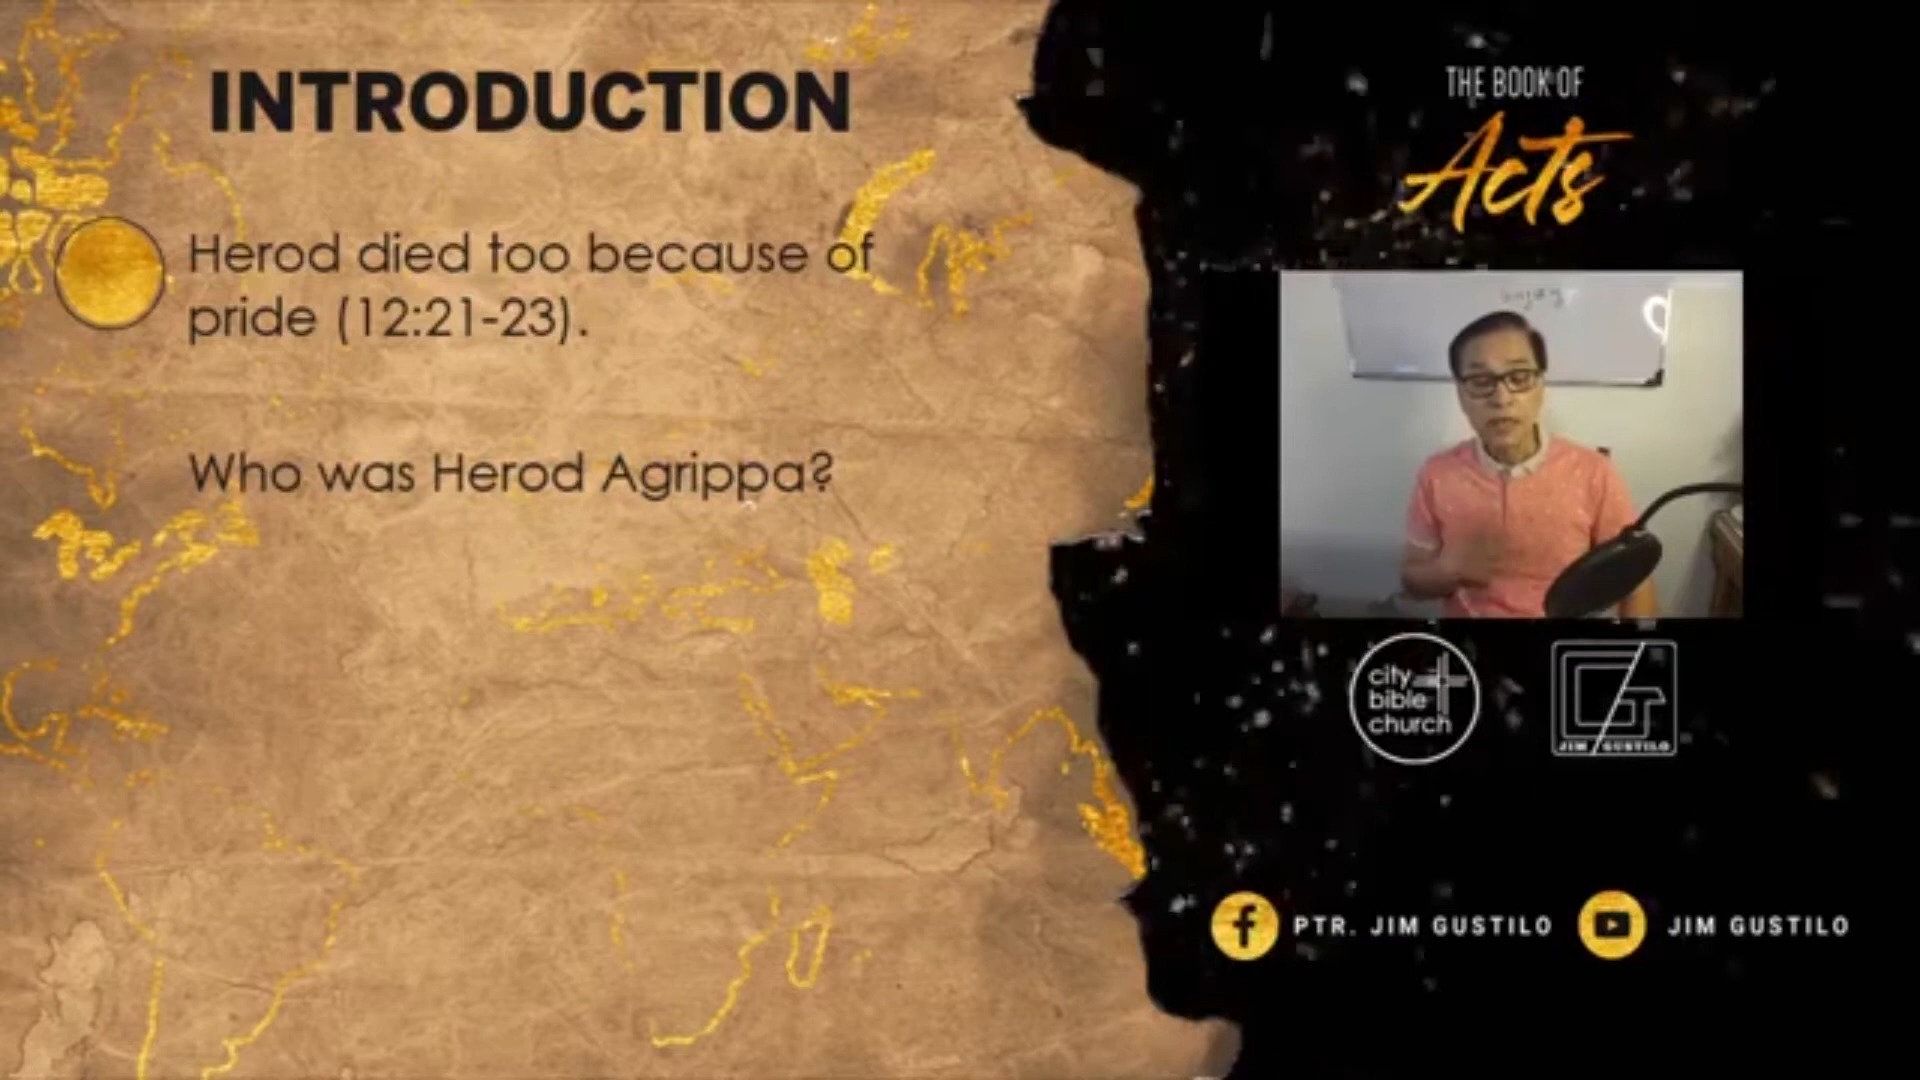 INTRODUCTION
Herod died too because of
pride (12:21-23).
Who was Herod Agrippa?
THE BOOK OF
Acts
city
bible
church
JIM GUSTILO
PTR. JIM GUSTILO
JIM GUSTILO